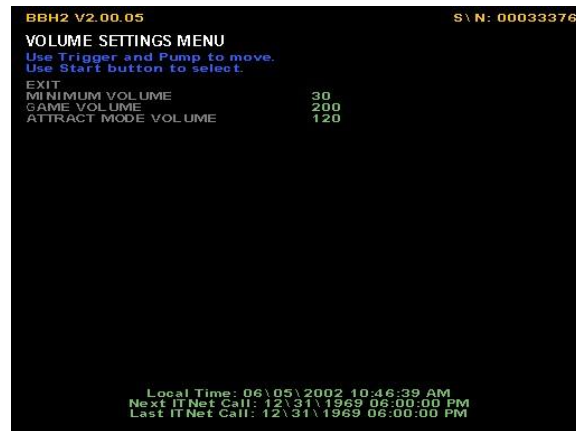 BBH2 V2.00.05 S\N: 00033376
VOLUME SETTINGS MENU
Use Trigger and Pump to move.
Use Start button to select.
EXIT
MINIMUM VOLUME 30
GAME VOLUME 200
ATTRACT MODE VOLUME 120
Local Time: 06\05\2002 10:46:39 AM
Next ITNet Call: 12\31\1969 06:00:00 PM
Last ITNet Call: 12\31\1969 06:00:00 PM